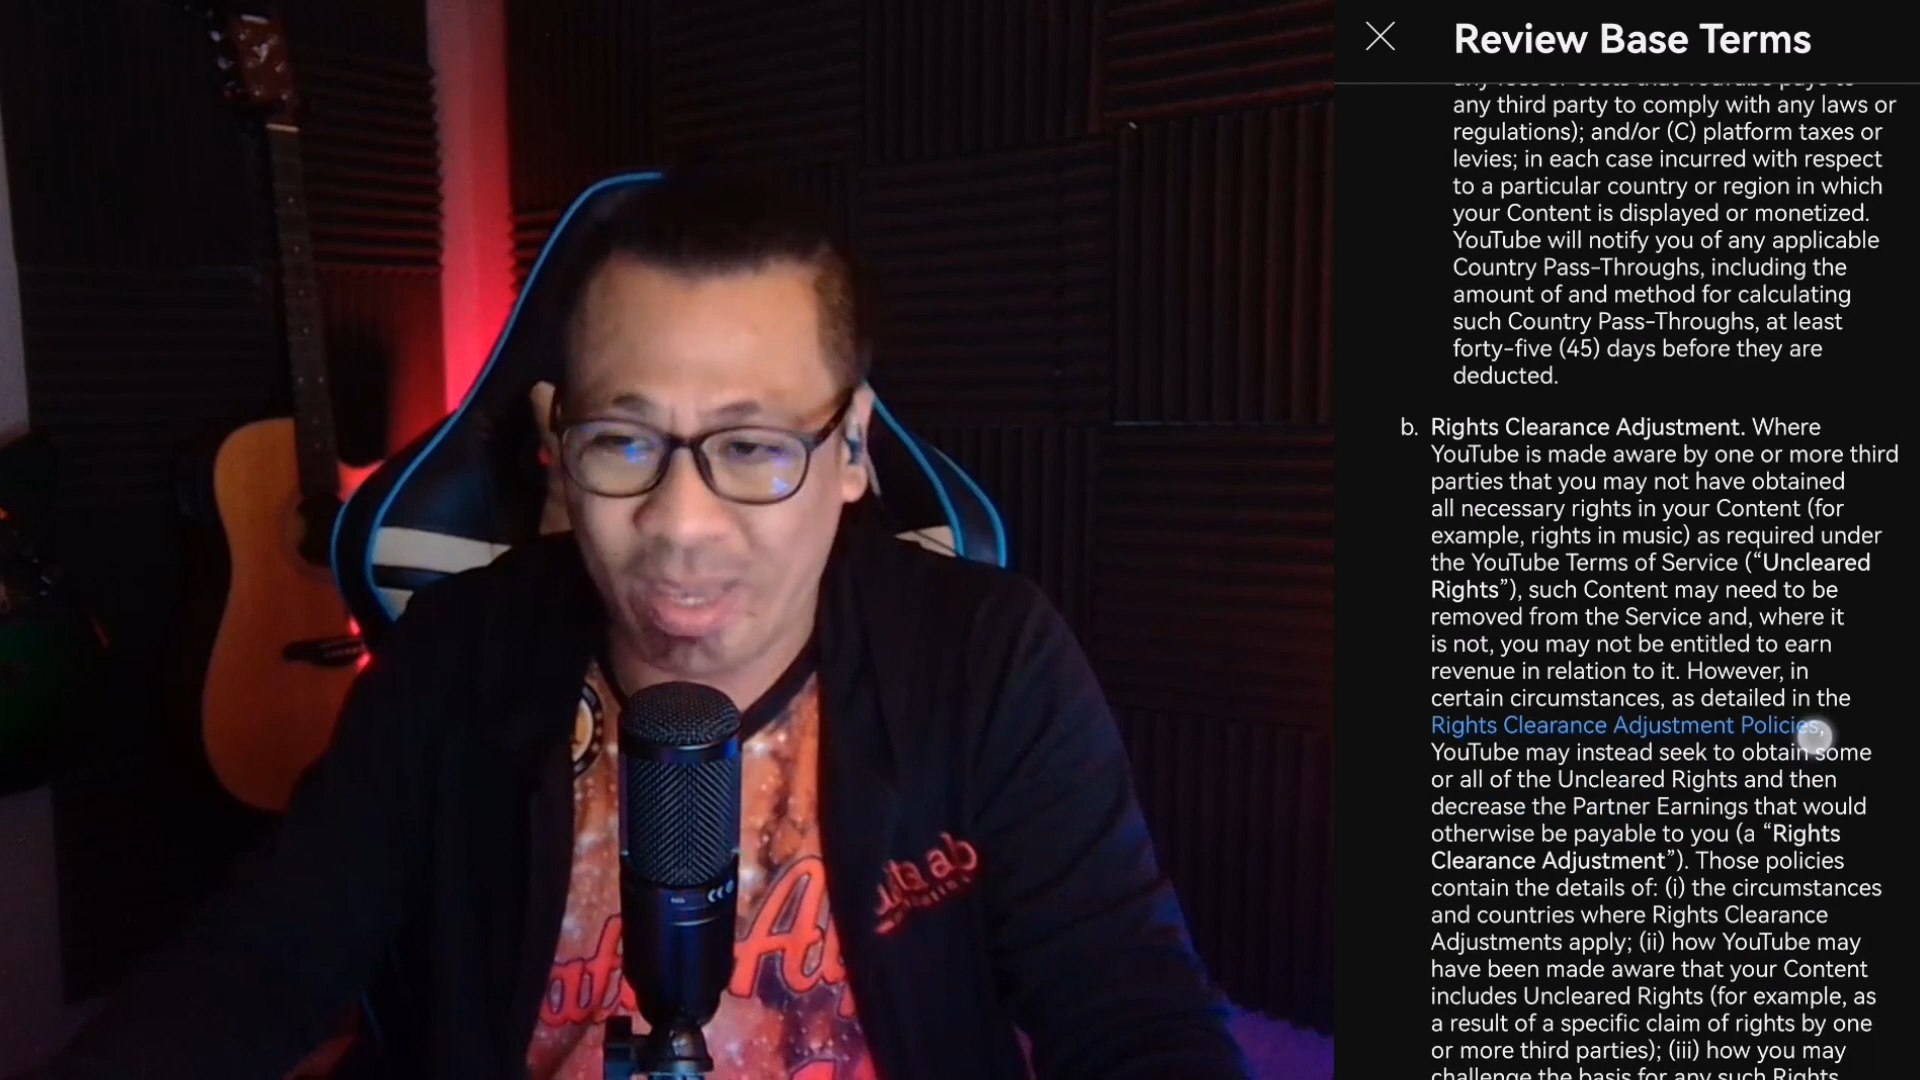 Review Base Terms
any third party to comply with any laws or
regulations); and/or (C) platform taxes or
levies; in each case incurred with respect
to a particular country or region in which
your Content is displayed or monetized.
YouTube will notify you of any applicable
Country Pass-Throughs, including the
amount of and method for calculating
such Country Pass-Throughs, at least
forty-five (45) days before they are
deducted.
b. Rights Clearance Adjustment. Where
YouTube is made aware by one or more third
parties that you may not have obtained
all necessary rights in your Content (for
example, rights in music) as required under
the YouTube Terms of Service (“Uncleared
Rights”), such Content may need to be
removed from the Service and, where it
is not, you may not be entitled to earn
revenue in relation to it. However, in
certain circumstances, as detailed in the
Rights Clearance Adjustment Policies,
YouTube may instead seek to obtain some
or all of the Uncleared Rights and then
decrease the Partner Earnings that would
otherwise be payable to you (a “Rights
Clearance Adjustment”). Those policies
contain the details of: (i) the circumstances
and countries where Rights Clearance
Adjustments apply; (ii) how YouTube may
have been made aware that your Content
includes Uncleared Rights (for example, as
a result of a specific claim of rights by one
or more third parties); (iii) how you may
challenge the basis for any such Rights